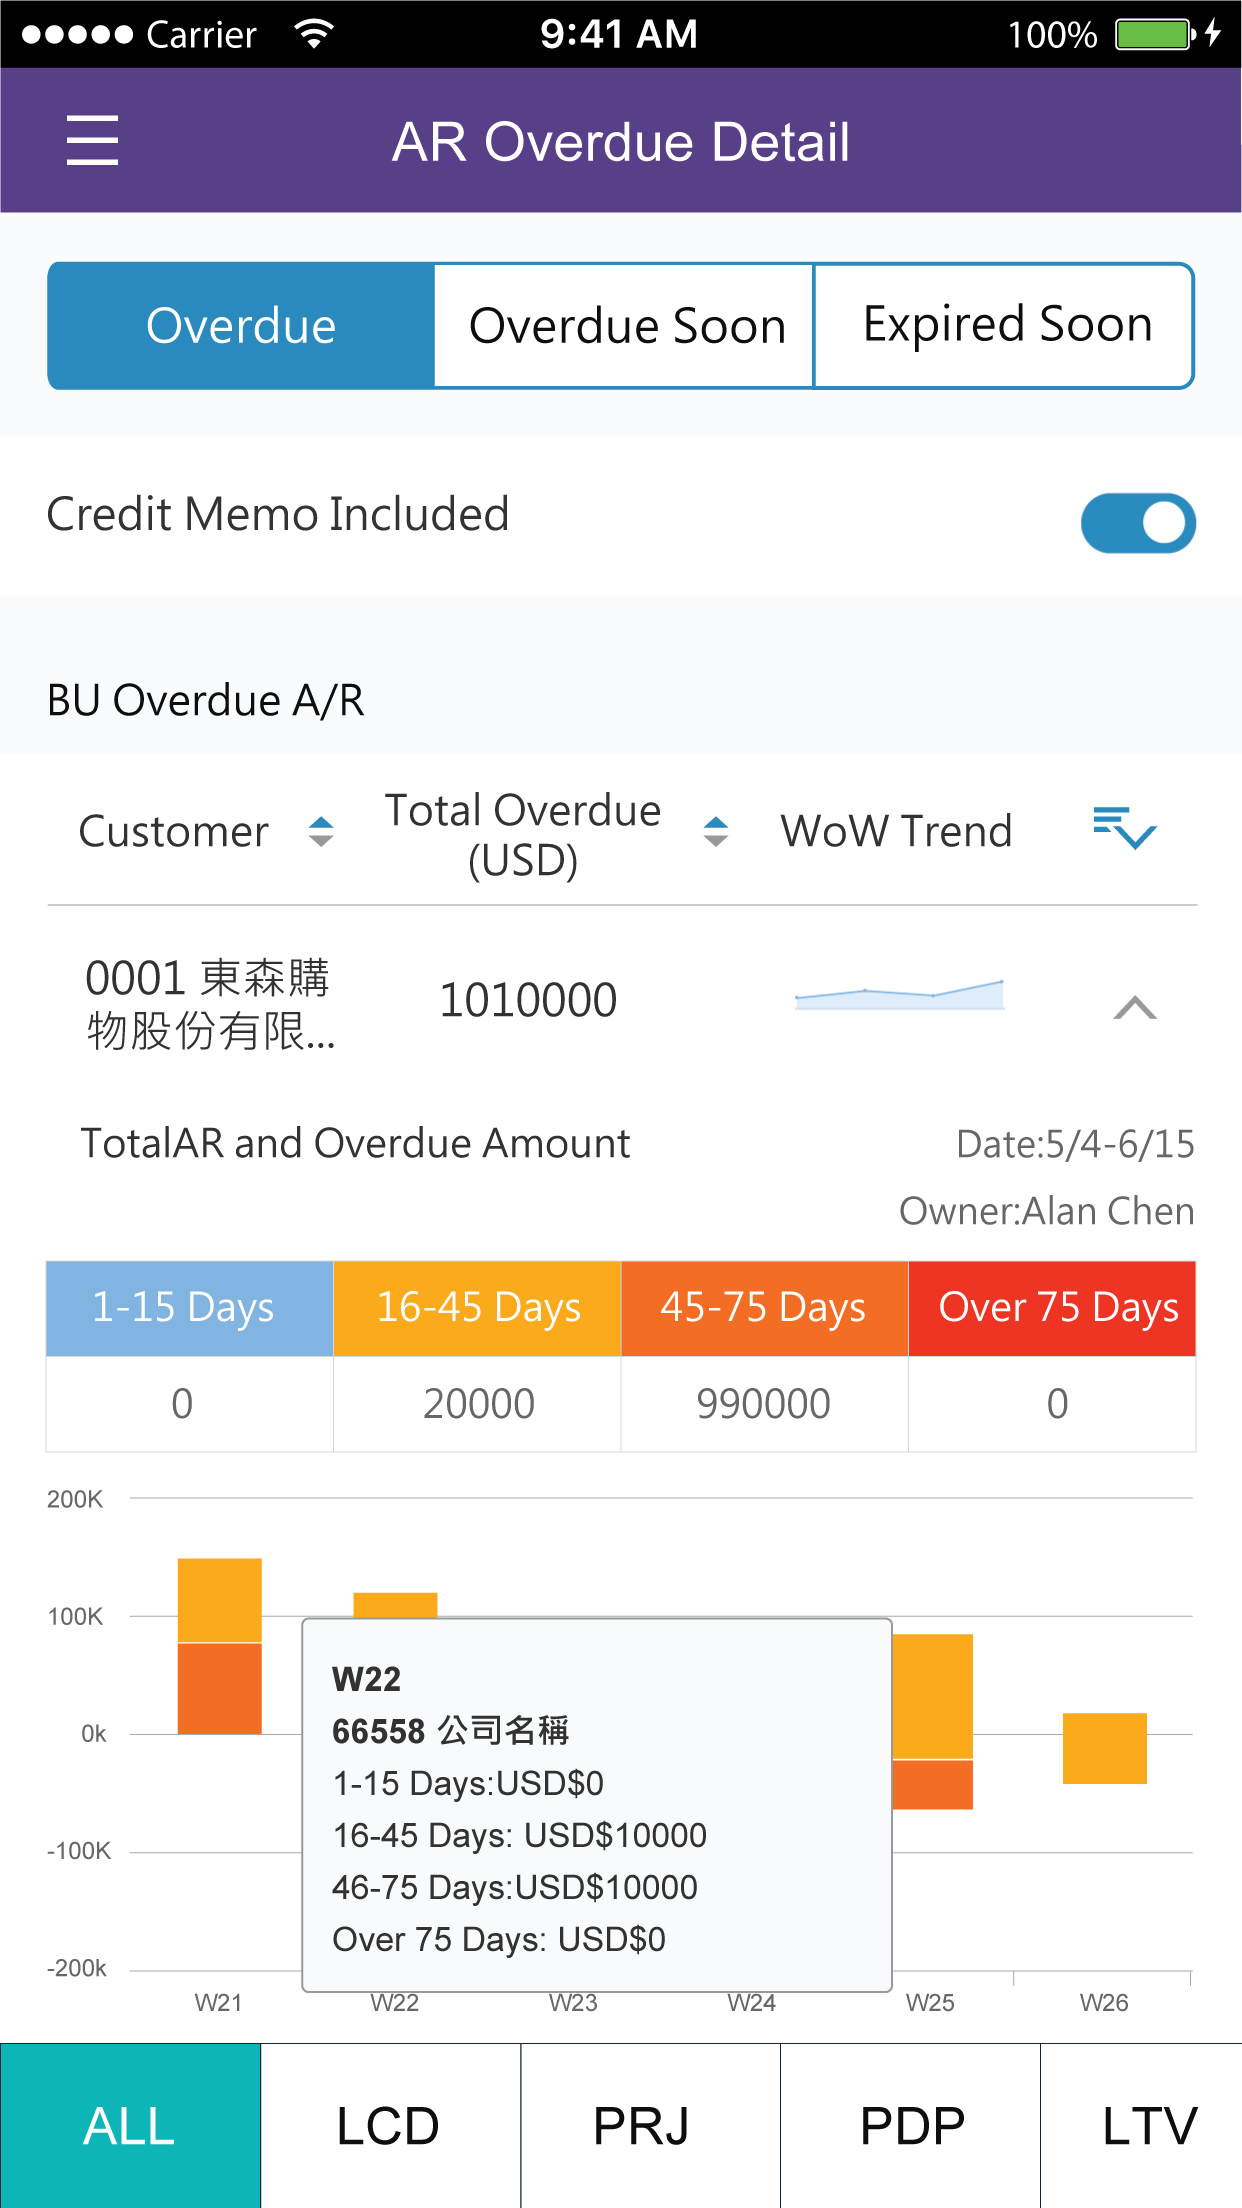 Carrier 9:41 AM 100%
AR Overdue Detail
Overdue Overdue Soon Expired Soon
Credit Memo Included
BU Overdue A/R
Customer Total Overdue (USD) WoW Trend
0001 東森購
物股份有限...
1010000
TotalAR and Overdue Amount Date:5/4-6/15
Owner:Alan Chen
1-15 Days 16-45 Days 45-75 Days Over 75 Days
0 20000 990000 0
200K
100K
0k
-100K
-200k
W22
66558 公司名稱
1-15 Days:USD$0
16-45 Days: USD$10000
46-75 Days:USD$10000
Over 75 Days: USD$0
W21 W22 W23 W24 W25 W26
ALL LCD PRJ PDP LTV